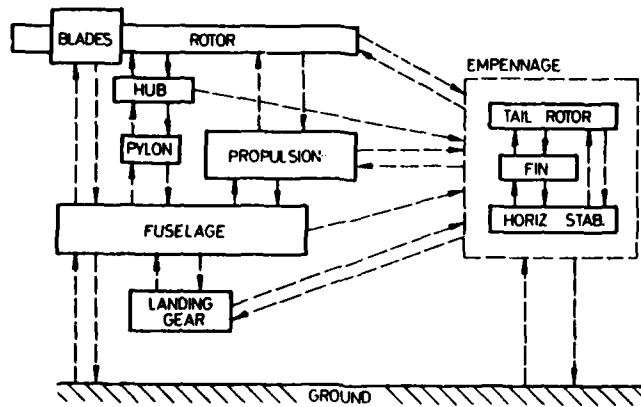 BLADES
ROTOR
EMPENNAGE
HUB
TAIL ROTOR
PYLON
PROPULSION
FIN
HORIZ STAB.
FUSELAGE
LANDING
GEAR
GROUND